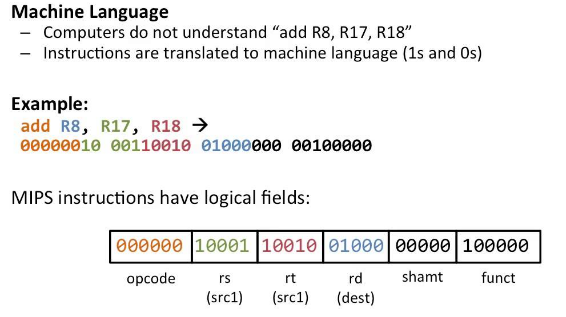 Machine Language
– Computers do not understand “add R8, R17, R18”
– Instructions are translated to machine language (1s and 0s)
Example:
add R8, R17, R18 →
00000010 00110010 01000000 00100000
MIPS instructions have logical fields:
000000 10001 10010 01000 00000 100000
opcode rs rt rd shamt funct
(src1) (src1) (dest)